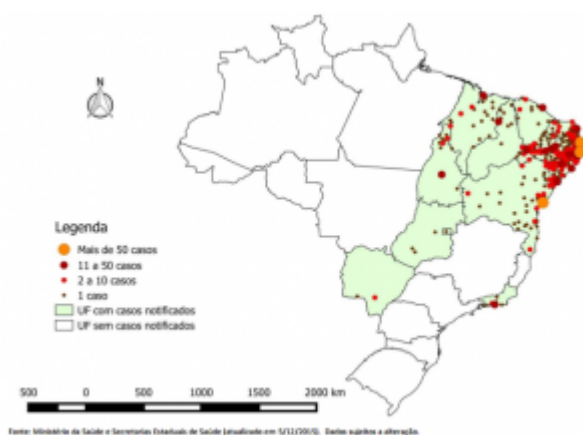 N
Legenda
Mais de 50 casos
11 a 50 casos
2 a 10 casos
1 caso
UF com casos notificados
UF sem casos notificados
500 0 500 1000 1500 2000 km
Fonte: Ministério da Saúde e Secretarias Estaduais de Saúde (atualizado em 5/12/2015). Dados sujeitos a alteração.